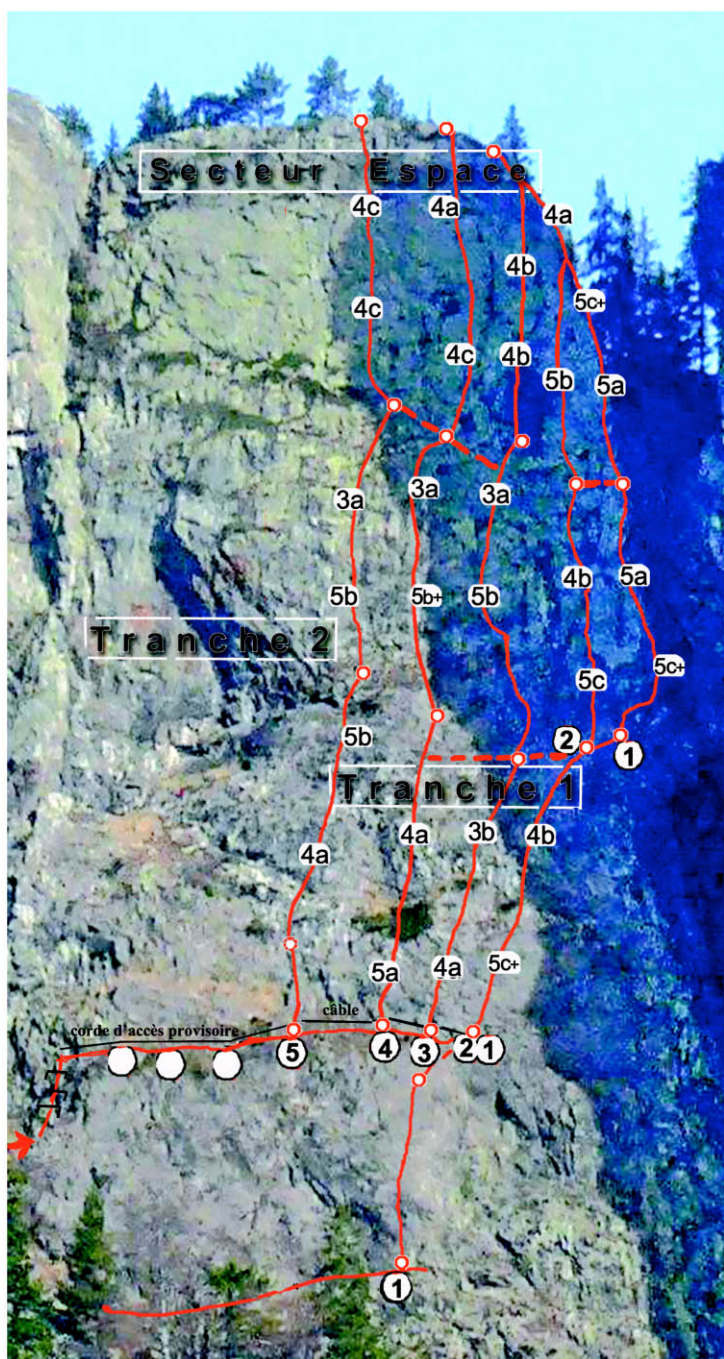 Secteur Espace
4c 4a 4a
4b
5c+
4c 4c 4b 5b 5a
3a 3a 3a
4b 5a
5b 5b+ 5b
Tranche 2
5c 5c+
5b 2 1
Tranche 1
4a 4a 3b 4b
5a 4a 5c+
corde d'accès provisoire câble
5 4 3 2 1
1